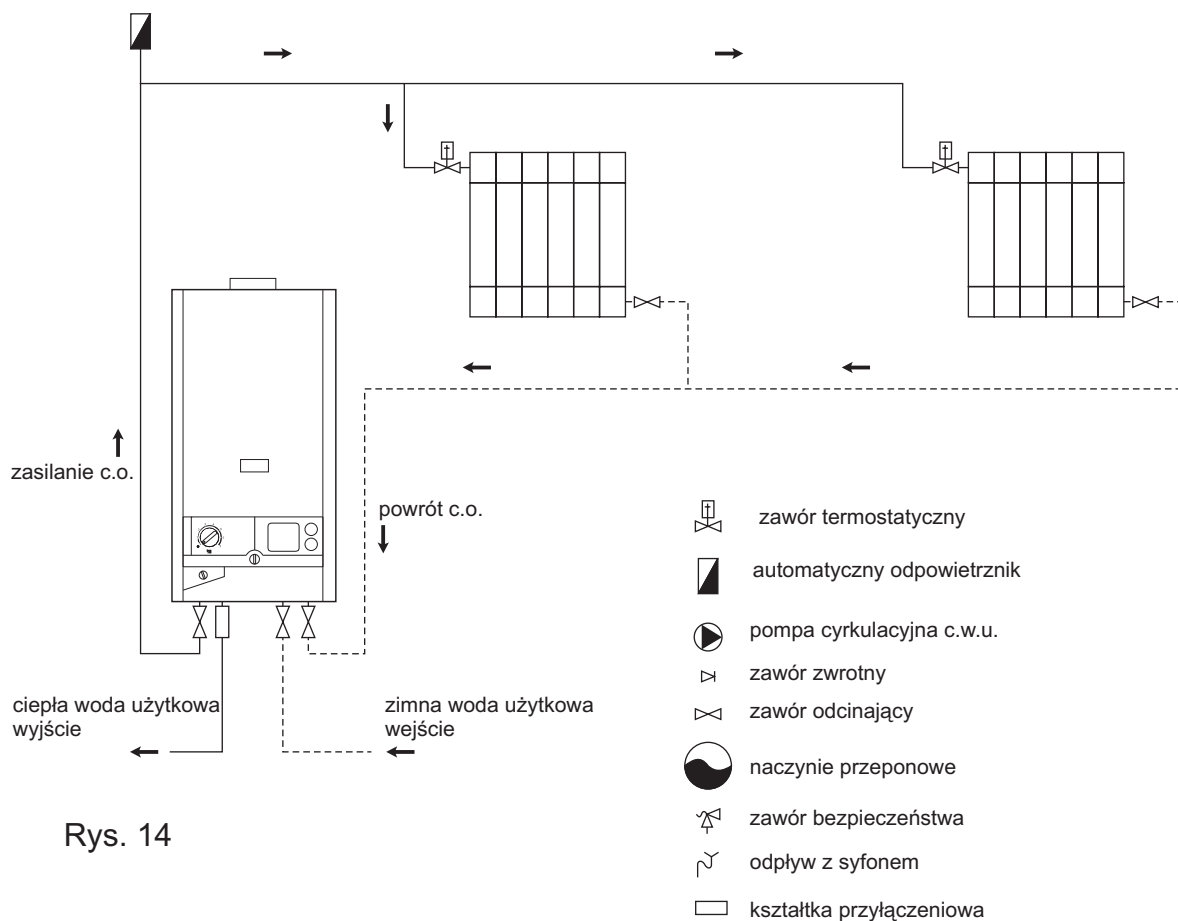 zasilanie c.o.
powrót c.o.
ciepła woda użytkowa
wyjście
zimna woda użytkowa
wejście
Rys. 14
zawór termostatyczny
automatyczny odpowietrznik
pompa cyrkulacyjna c.w.u.
zawór zwrotny
zawór odcinający
naczynie przeponowe
zawór bezpieczeństwa
odpływ z syfonem
kształtka przyłączeniowa